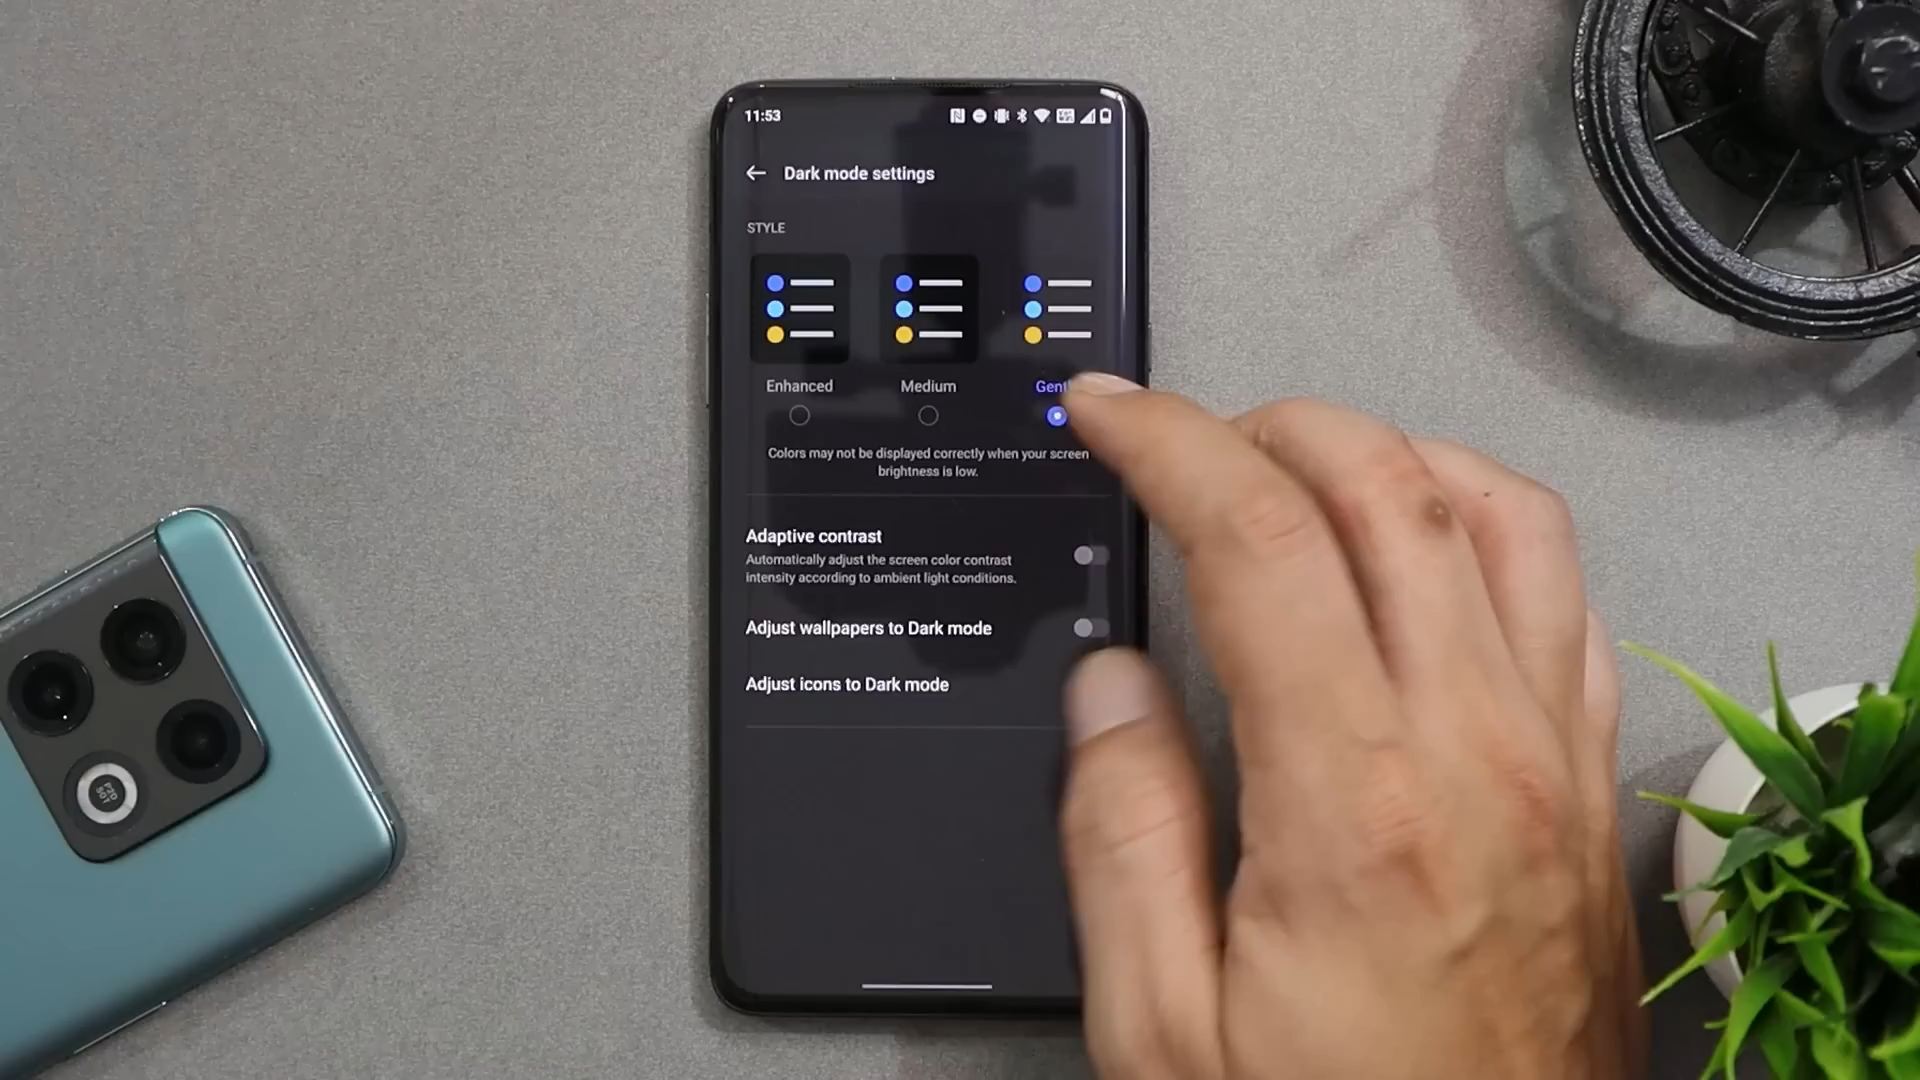 11:53
Dark mode settings
STYLE
Enhanced
Medium
Colors may not be displayed correctly when your screen
brightness is low.
Adaptive contrast
Automatically adjust the screen color contrast
intensity according to ambient light conditions.
Adjust wallpapers to Dark mode
Adjust icons to Dark mode
P2D
50T